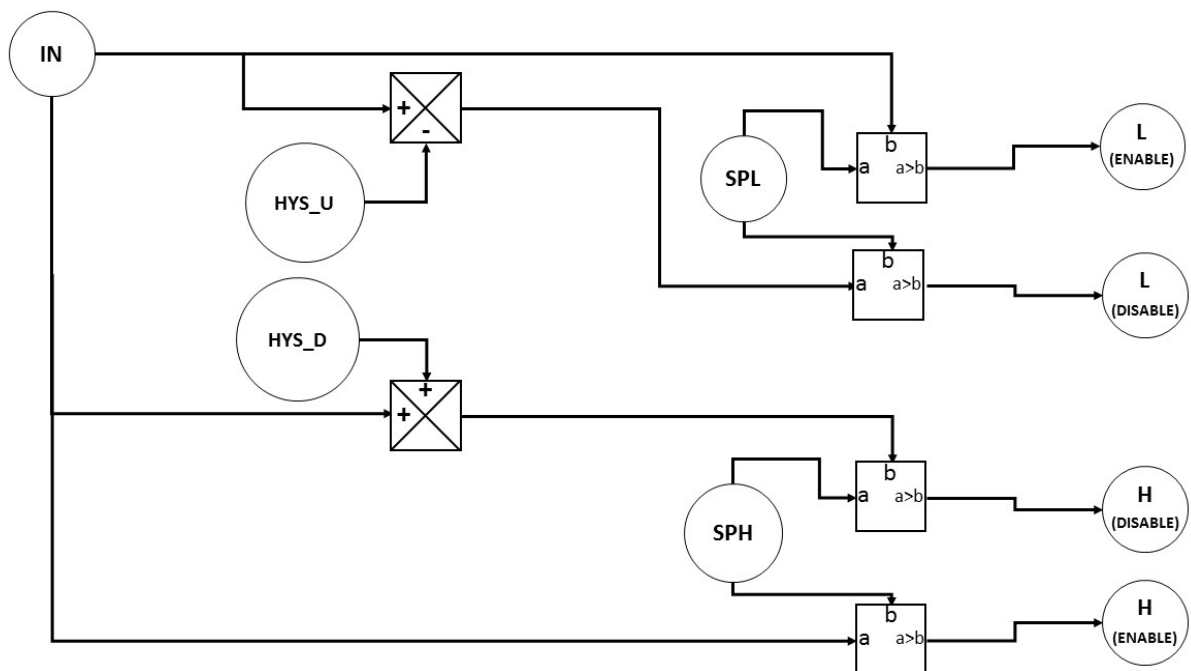 IN
+
-
HYS_U
SPL
b
a
a>b
L
(ENABLE)
b
a
a>b
L
(DISABLE)
HYS_D
+
+
SPH
b
a
a>b
H
(DISABLE)
b
a
a>b
H
(ENABLE)